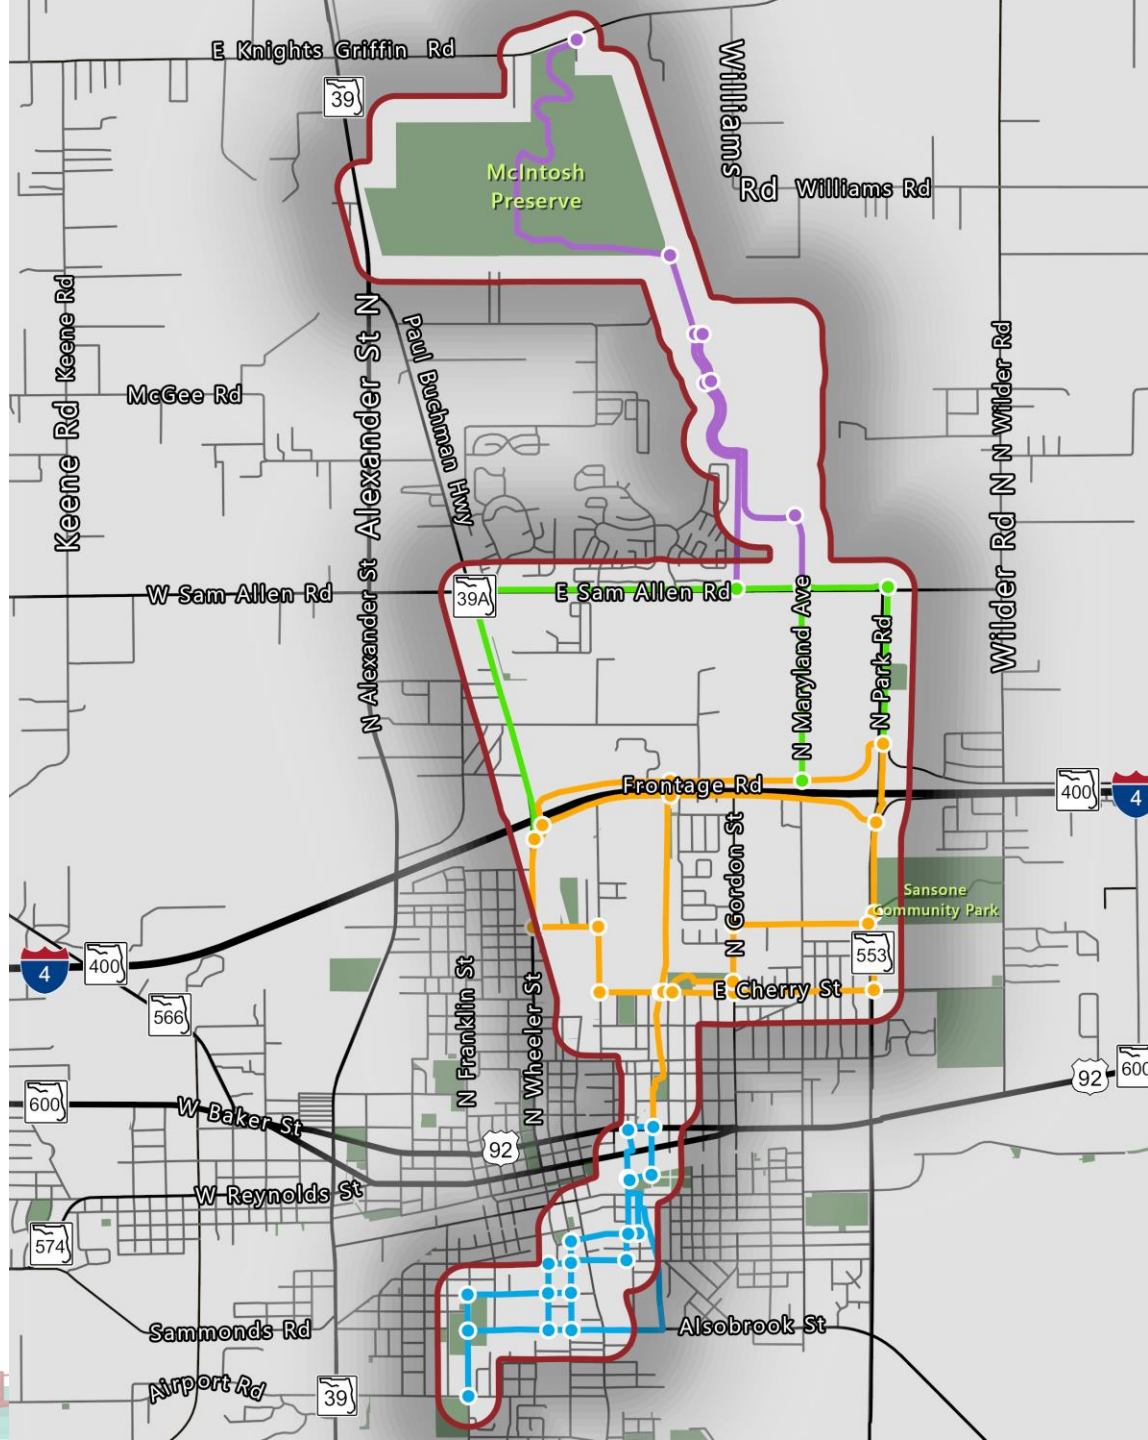 E Knights Griffin Rd
39
Williams
Rd
Williams Rd
McIntosh
Preserve
Keene Rd
Keene Rd
Alexander St N
Paul Buchman Hwy
McGee Rd
N Wilder Rd
Wilder Rd N
W Sam Allen Rd
39A
E Sam Allen Rd
N Alexander St
N Maryland Ave
N Park Rd
Frontage Rd
400
4
N Gordon St
Sansone
Community Park
553
4
400
566
N Franklin St
N Wheeler St
E Cherry St
600
W Baker St
92
92
600
W Reynolds St
574
Sammonds Rd
Alsobrook St
Airport Rd
39